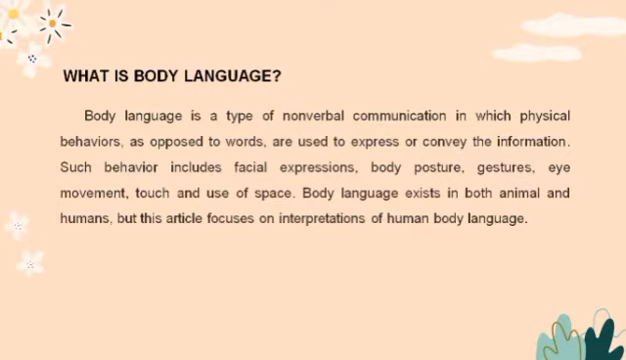 WHAT IS BODY LANGUAGE?
Body language is a type of nonverbal communication in which physical
behaviors, as opposed to words, are used to express or convey the information.
Such behavior includes facial expressions, body posture, gestures, eye
movement, touch and use of space. Body language exists in both animal and
humans, but this article focuses on interpretations of human body language.